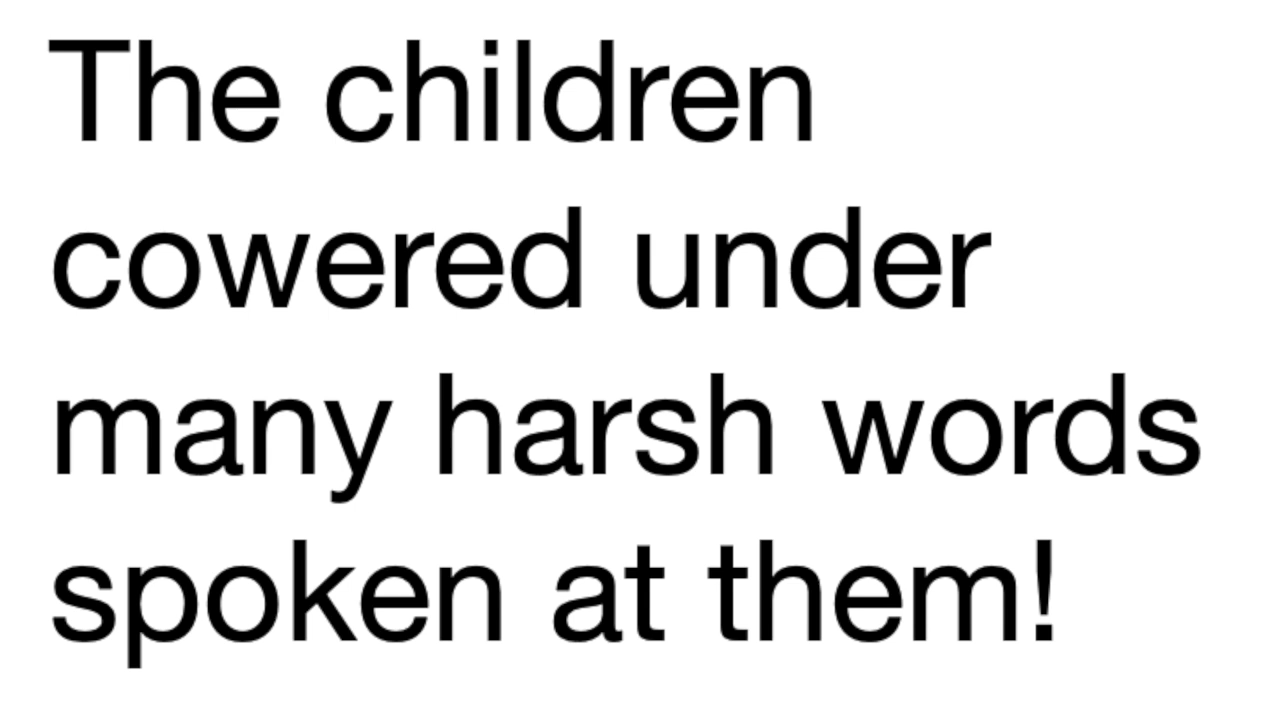 The children
cowered under
many harsh words
spoken at them!